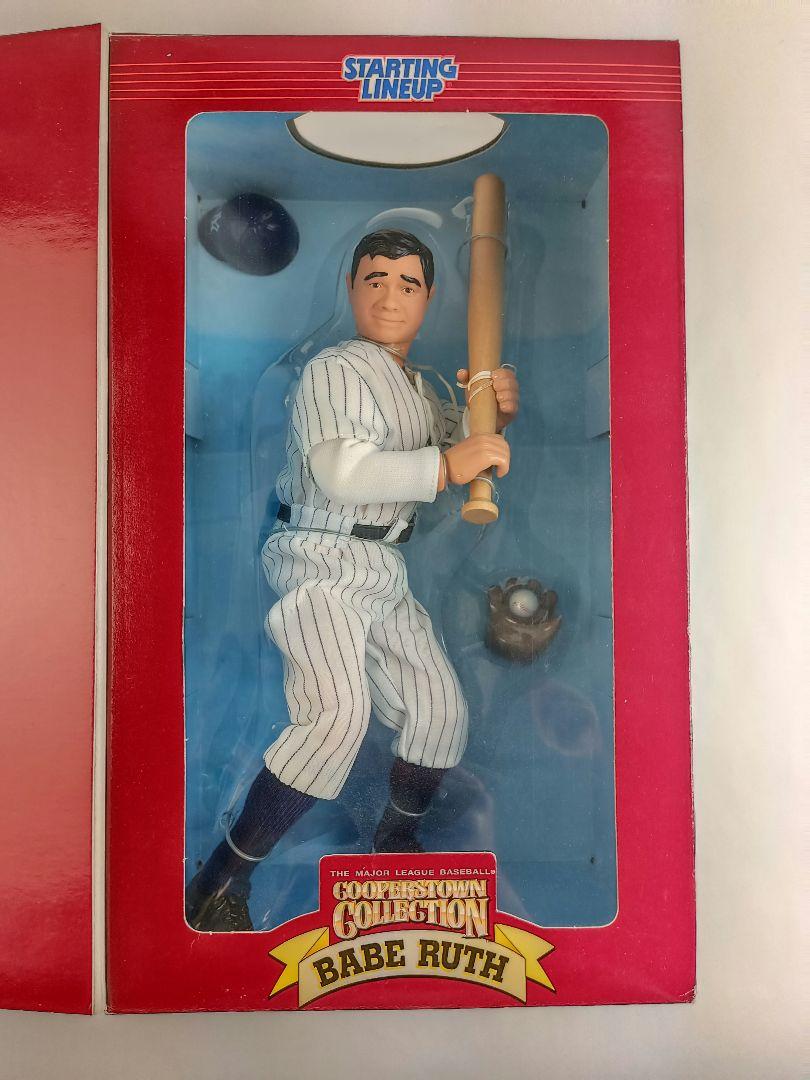 STARTING
LINEUP
THE MAJOR LEAGUE BASEBALL®
COOPERSTOWN
COLLECTION
BABE RUTH